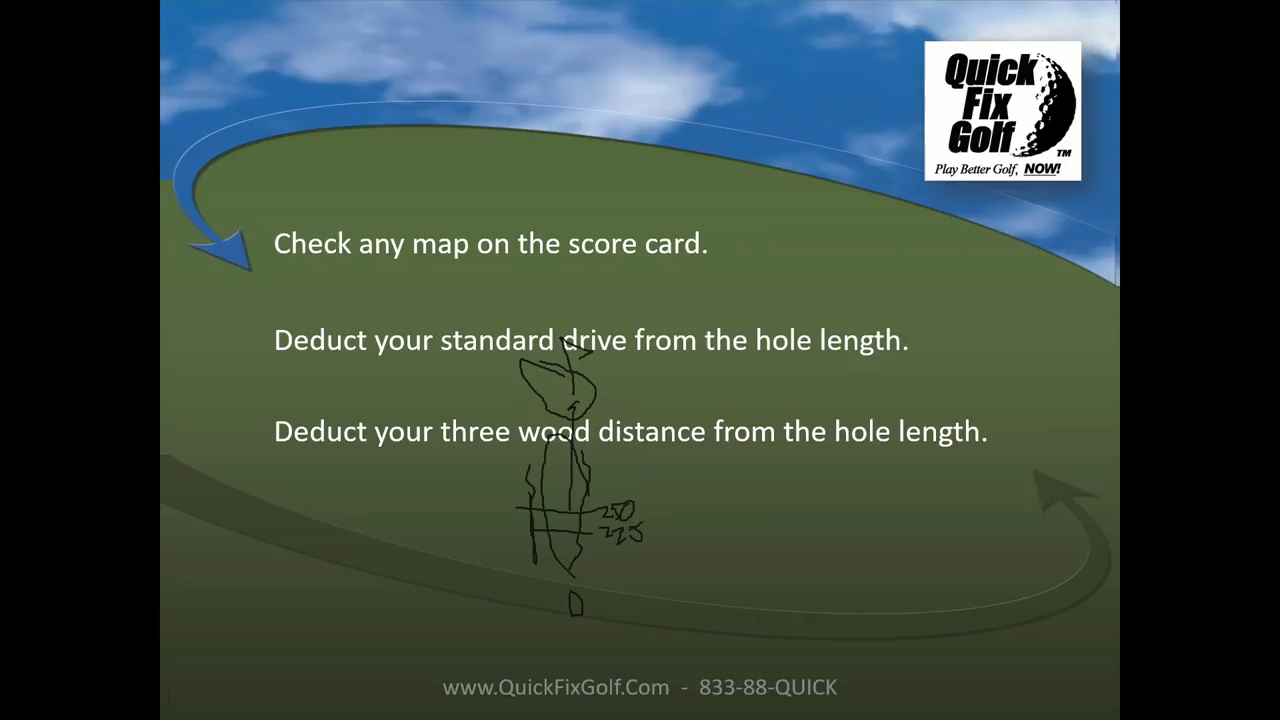 Quick
Fix
Golf
TM
Play Better Golf, NOW!
Check any map on the score card.
Deduct your standard drive from the hole length.
Deduct your three wood distance from the hole length.
250
225
www.QuickFixGolf.Com - 833-88-QUICK